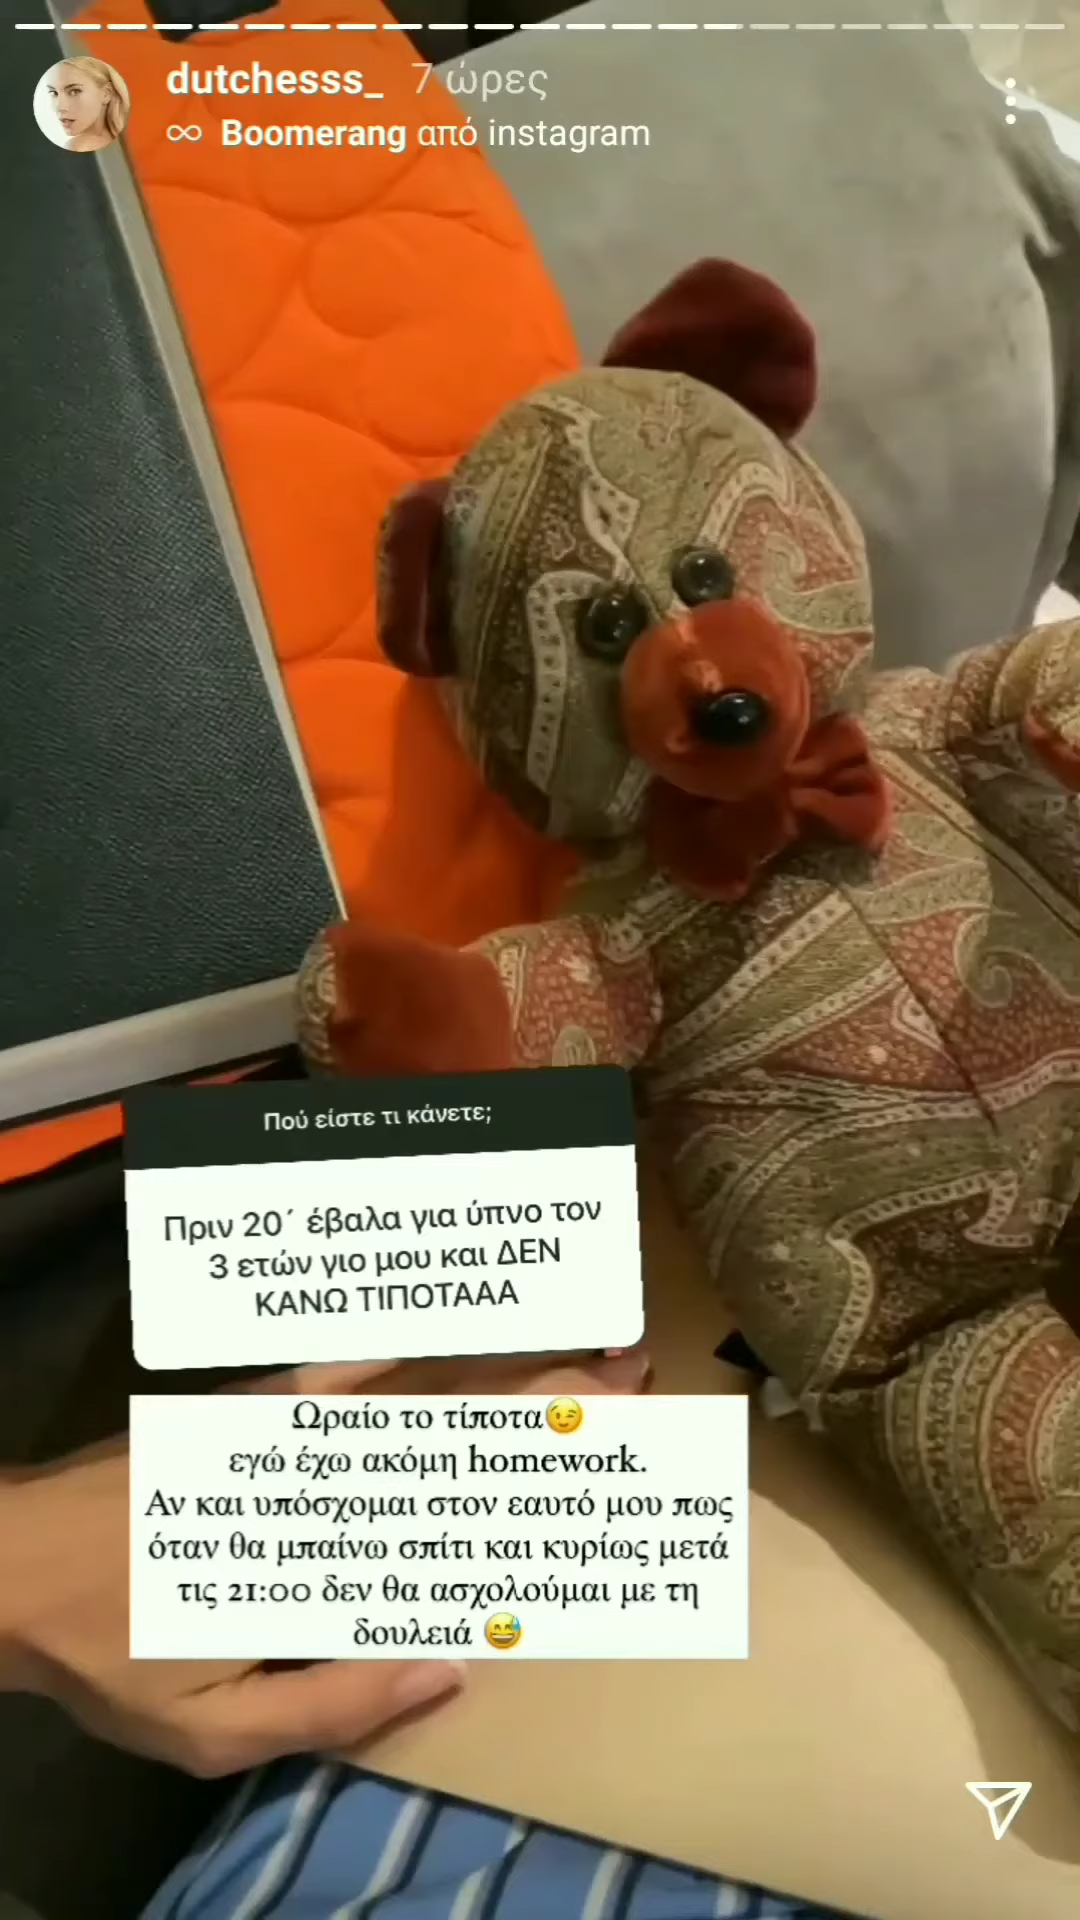 dutchesss_ 7 ώρες
∞ Boomerang από instagram
Πού είστε τι κάνετε;
Πριν 20΄ έβαλα για ύπνο τον
3 ετών γιο μου και ΔΕΝ
ΚΑΝΩ ΤΙΠΟΤΑΑΑ
Ωραίο το τίποτα😉
εγώ έχω ακόμη homework.
Αν και υπόσχομαι στον εαυτό μου πως
όταν θα μπαίνω σπίτι και κυρίως μετά
τις 21:00 δεν θα ασχολούμαι με τη
δουλειά 😅